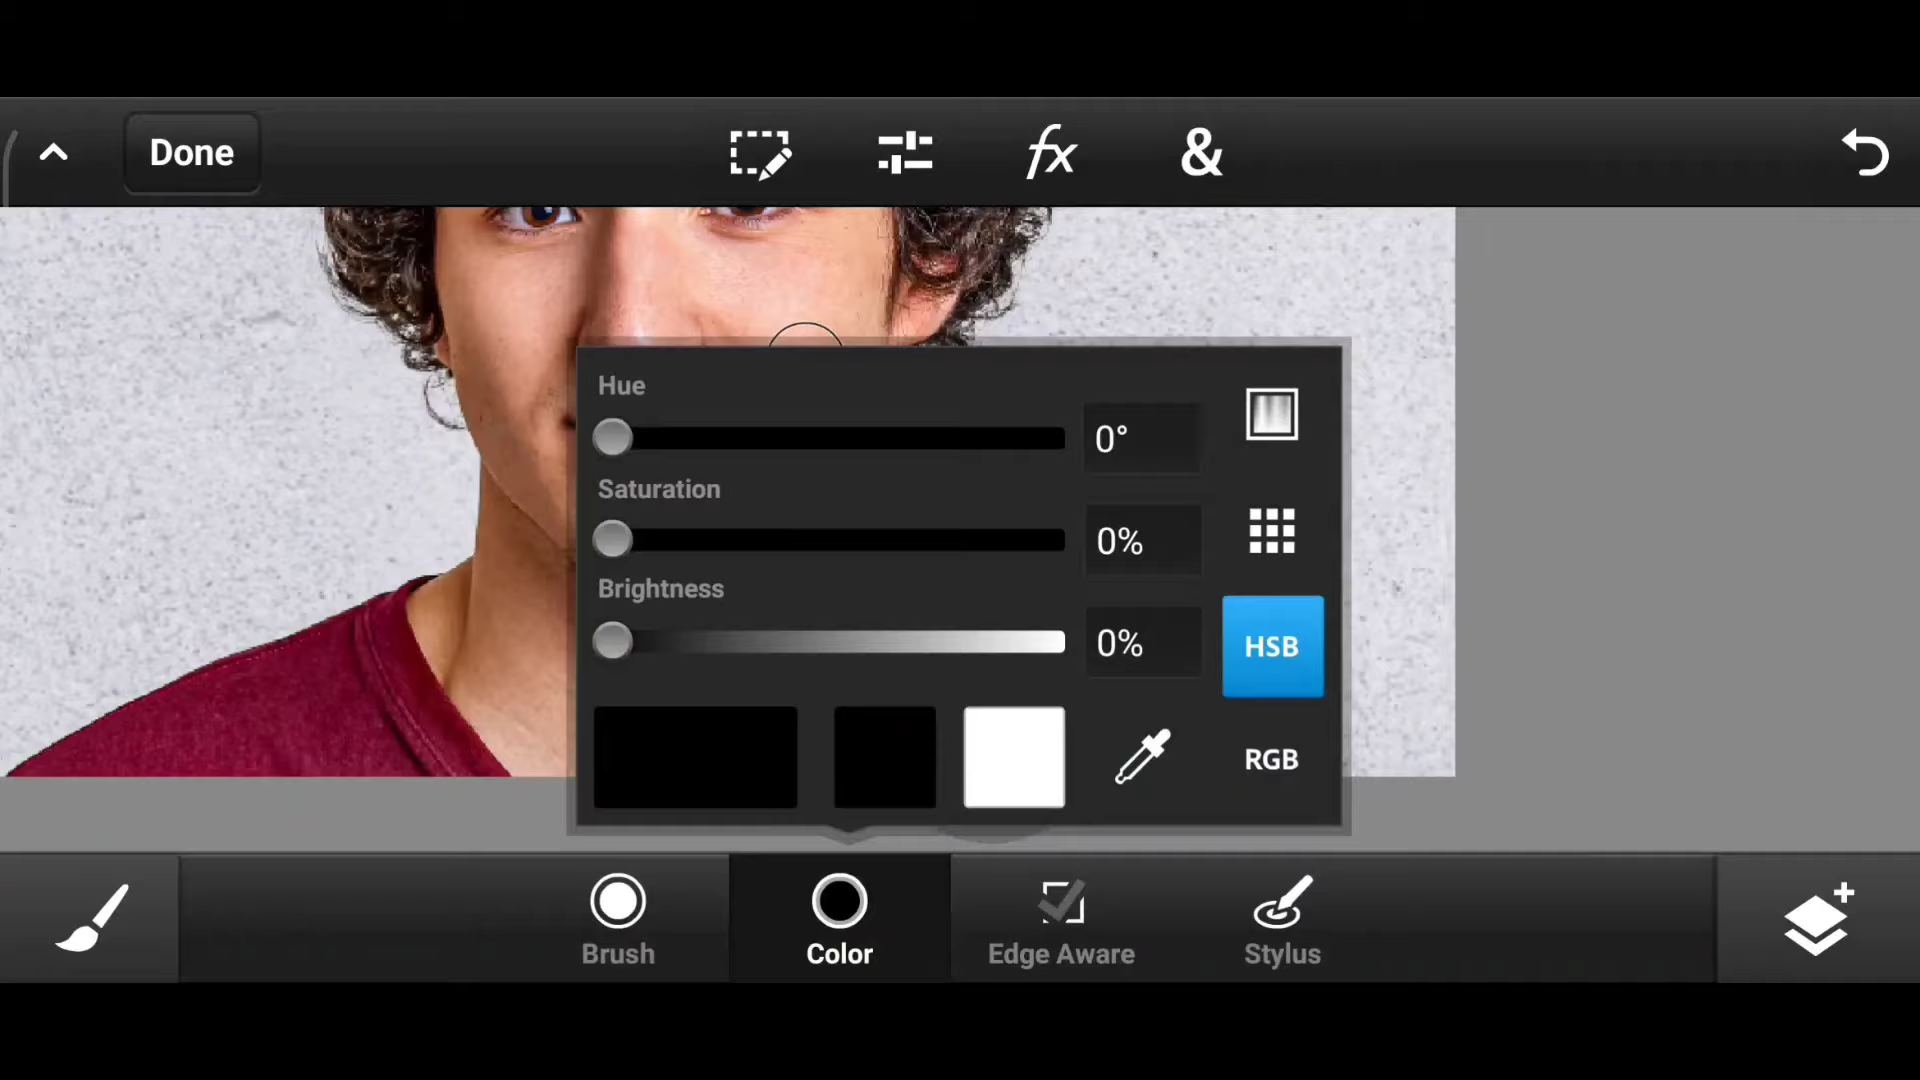 Done
fx
&
Hue
0°
Saturation
0%
Brightness
0%
HSB
RGB
Brush
Color
Edge Aware
Stylus